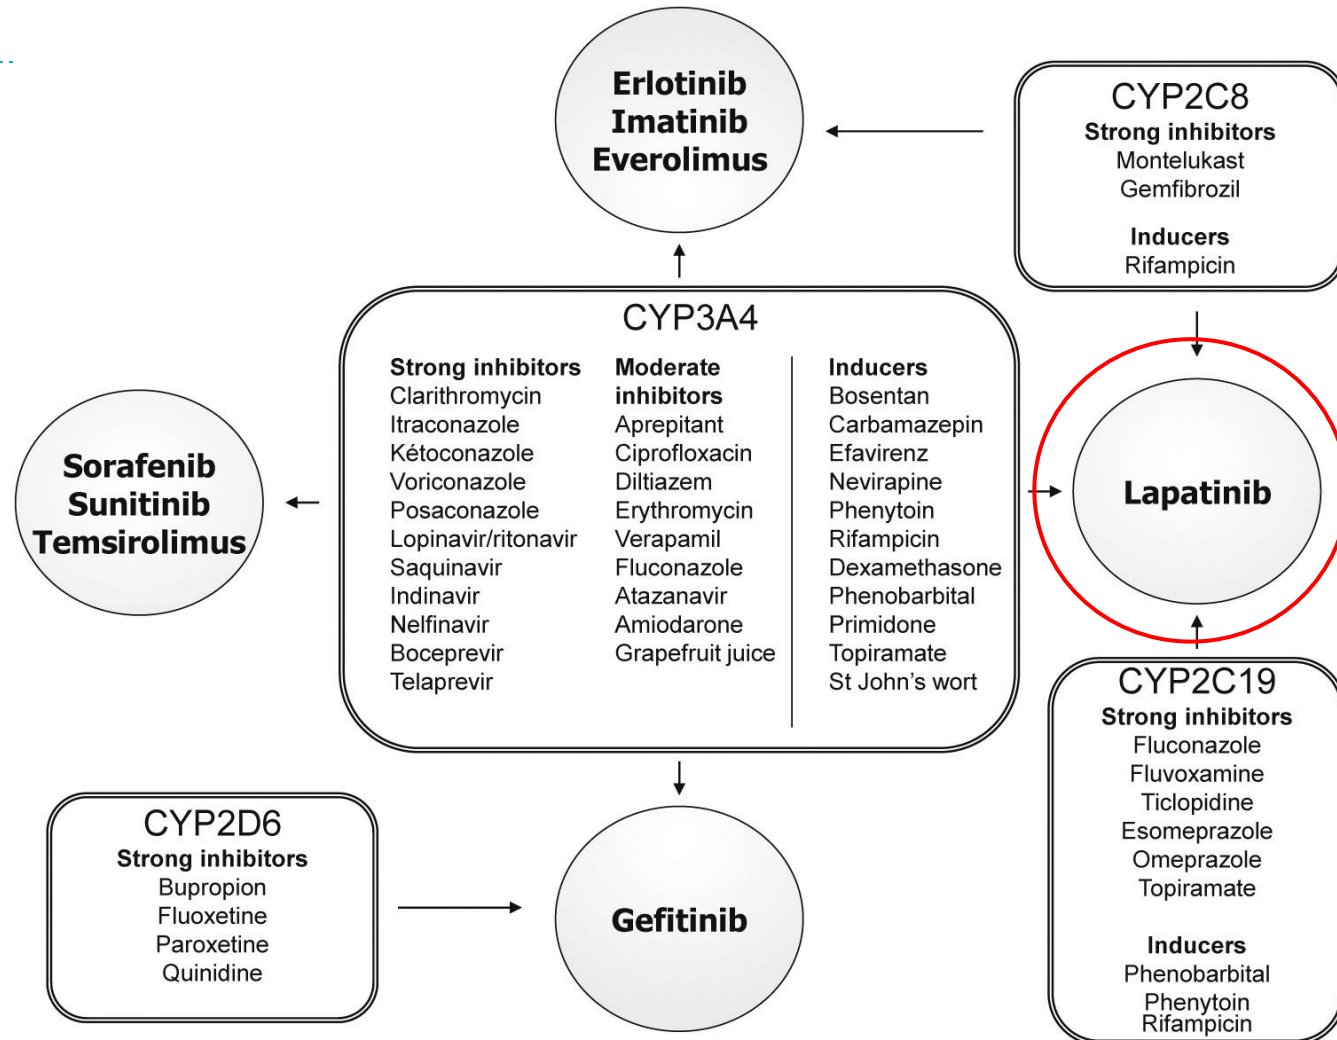 Erlotinib
Imatinib
Everolimus
CYP2C8
Strong inhibitors
Montelukast
Gemfibrozil
Inducers
Rifampicin
CYP3A4
Strong inhibitors
Clarithromycin
Itraconazole
Kétoconazole
Voriconazole
Posaconazole
Lopinavir/ritonavir
Saquinavir
Indinavir
Nelfinavir
Boceprevir
Telaprevir
Moderate
inhibitors
Aprepitant
Ciprofloxacin
Diltiazem
Erythromycin
Verapamil
Fluconazole
Atazanavir
Amiodarone
Grapefruit juice
Inducers
Bosentan
Carbamazepin
Efavirenz
Nevirapine
Phenytoin
Rifampicin
Dexamethasone
Phenobarbital
Primidone
Topiramate
St John's wort
Sorafenib
Sunitinib
Temsirolimus
Lapatinib
CYP2C19
Strong inhibitors
Fluconazole
Fluvoxamine
Ticlopidine
Esomeprazole
Omeprazole
Topiramate
Inducers
Phenobarbital
Phenytoin
Rifampicin
CYP2D6
Strong inhibitors
Bupropion
Fluoxetine
Paroxetine
Quinidine
Gefitinib